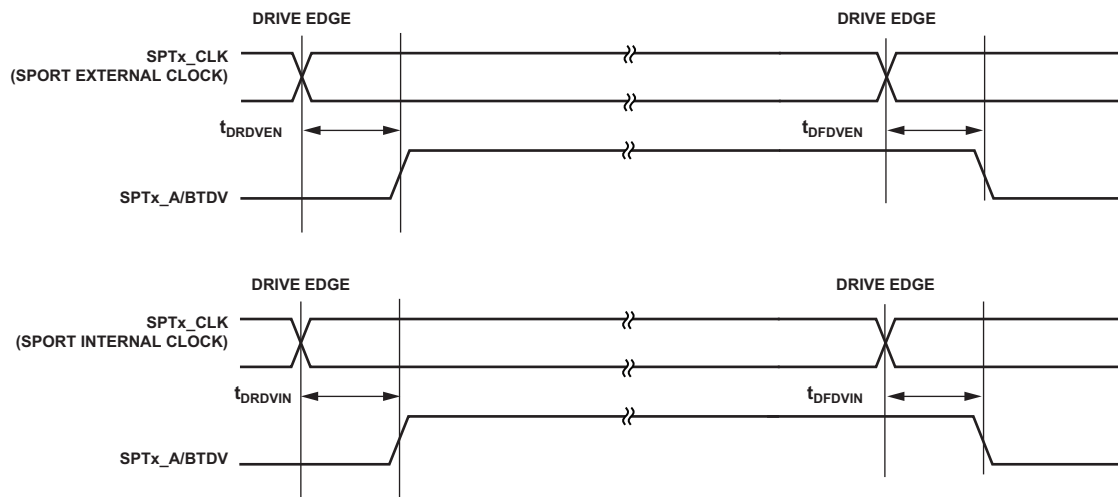 DRIVE EDGE DRIVE EDGE
SPTx_CLK
(SPORT EXTERNAL CLOCK)
tDRDVEN tDFDVEN
SPTx_A/BTDV
DRIVE EDGE DRIVE EDGE
SPTx_CLK
(SPORT INTERNAL CLOCK)
tDRDVIN tDFDVIN
SPTx_A/BTDV